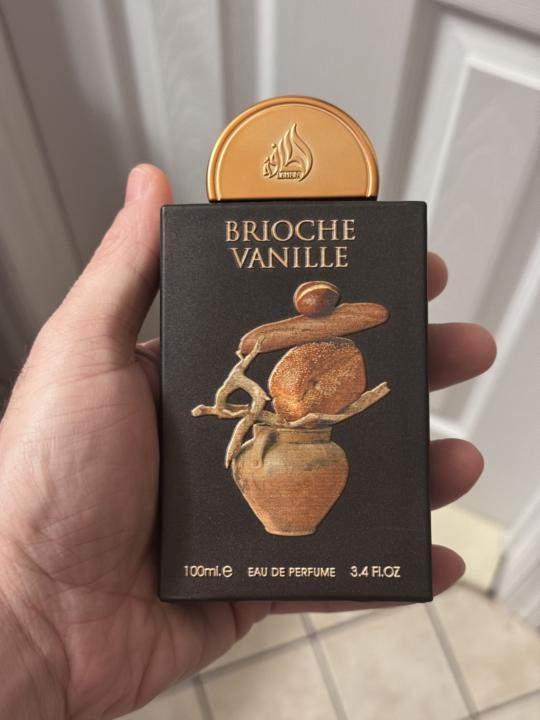 BRIOCHE
VANILLE
100ml.e EAU DE PERFUME 3.4 Fl.OZ